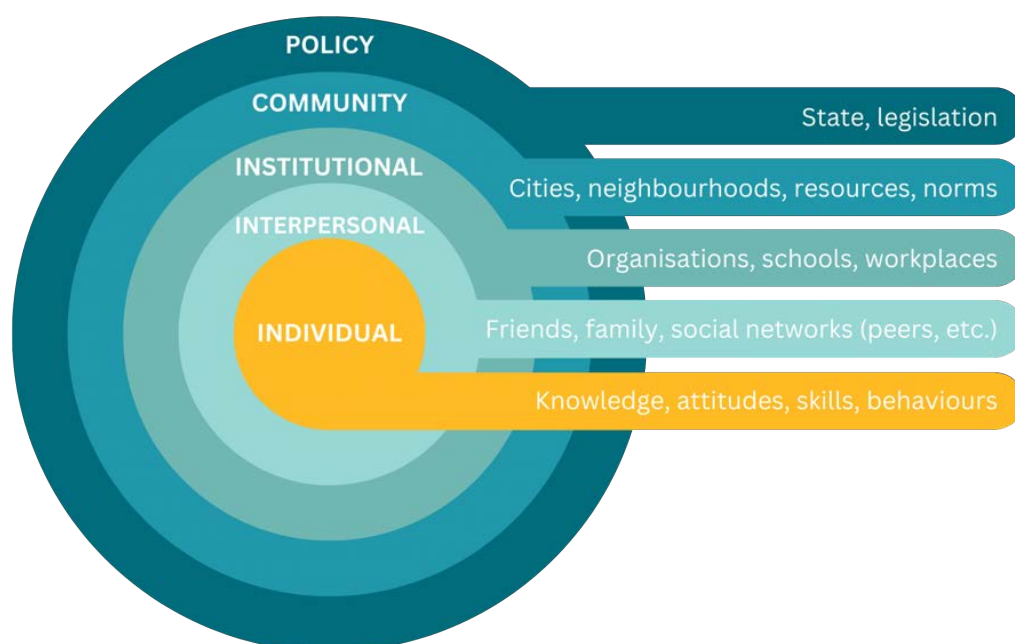 POLICY
State, legislation
COMMUNITY
Cities, neighbourhoods, resources, norms
INSTITUTIONAL
Organisations, schools, workplaces
INTERPERSONAL
Friends, family, social networks (peers, etc.)
INDIVIDUAL
Knowledge, attitudes, skills, behaviours